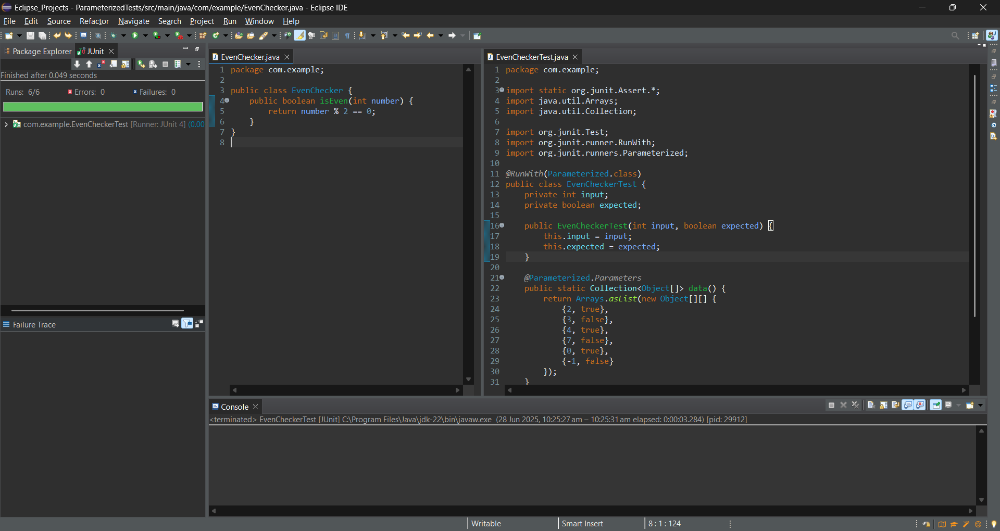 Eclipse_Projects - ParameterizedTests/src/main/java/com/example/EvenChecker.java - Eclipse IDE
File Edit Source Refactor Navigate Search Project Run Window Help
Package Explorer JUnit
Finished after 0.049 seconds
Runs: 6/6 Errors: 0 Failures: 0
com.example.EvenCheckerTest [Runner: JUnit 4] (0.00
Failure Trace
EvenChecker.java
1 package com.example;
2
3 public class EvenChecker {
4     public boolean isEven(int number) {
5         return number % 2 == 0;
6     }
7 }
8
EvenCheckerTest.java
1 package com.example;
2
3 import static org.junit.Assert.*;
4 import java.util.Arrays;
5 import java.util.Collection;
6
7 import org.junit.Test;
8 import org.junit.runner.RunWith;
9 import org.junit.runners.Parameterized;
10
11 @RunWith(Parameterized.class)
12 public class EvenCheckerTest {
13     private int input;
14     private boolean expected;
15
16     public EvenCheckerTest(int input, boolean expected) {
17         this.input = input;
18         this.expected = expected;
19     }
20
21     @Parameterized.Parameters
22     public static Collection<Object[]> data() {
23         return Arrays.asList(new Object[][] {
24             {2, true},
25             {3, false},
26             {4, true},
27             {7, false},
28             {0, true},
29             {-1, false}
30         });
31     }
Console
<terminated> EvenCheckerTest [JUnit] C:\Program Files\Java\jdk-22\bin\javaw.exe (28 Jun 2025, 10:25:27 am – 10:25:31 am elapsed: 0:00:03.284) [pid: 29912]
Writable Smart Insert 8 : 1 : 124